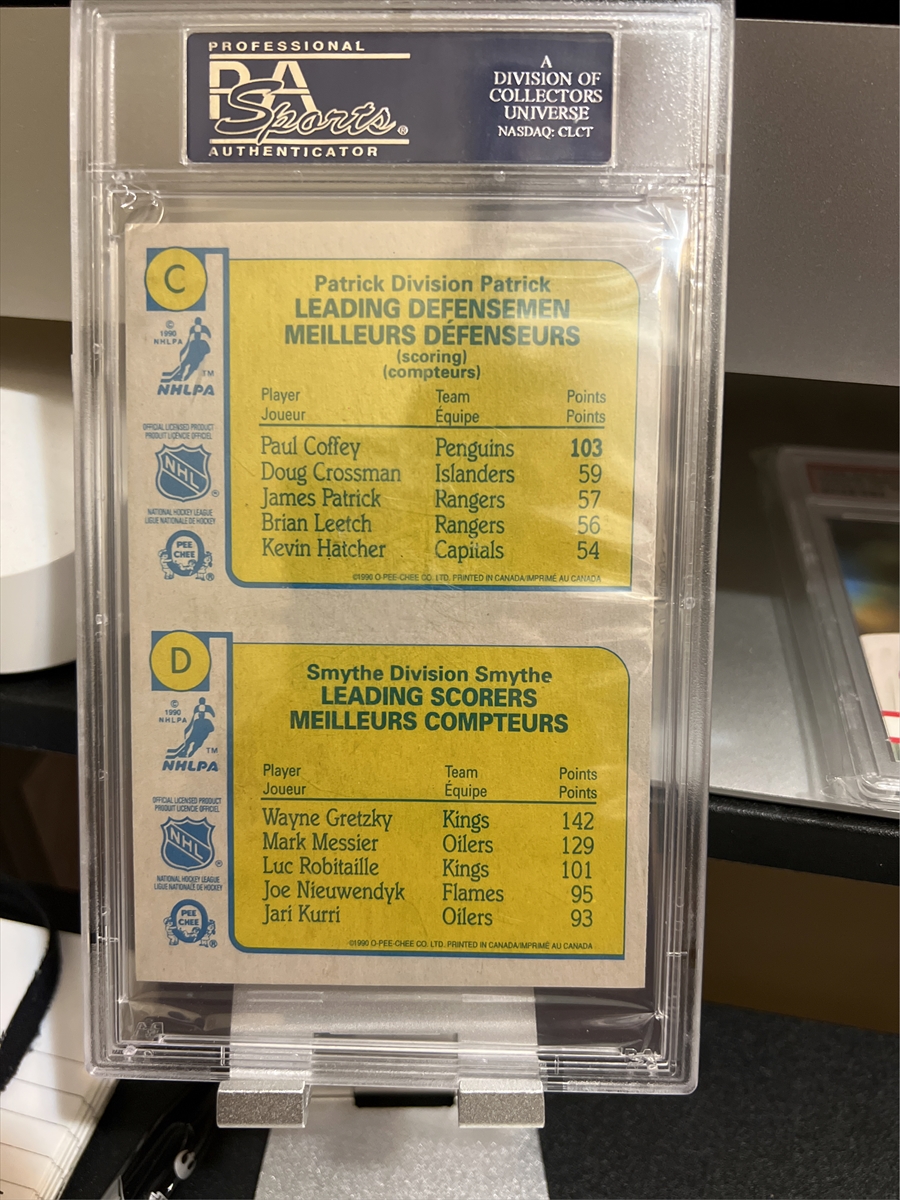 PROFESSIONAL
PSA
Sports®
AUTHENTICATOR
A
DIVISION OF
COLLECTORS
UNIVERSE
NASDAQ: CLCT
C
©
1990
NHLPA
TM
NHLPA
OFFICIAL LICENSED PRODUCT
PRODUIT LICENCIÉ OFFICIEL
NHL
®
NATIONAL HOCKEY LEAGUE
LIGUE NATIONALE DE HOCKEY
PEE
CHEE
®
Patrick Division Patrick
LEADING DEFENSEMEN
MEILLEURS DÉFENSEURS
(scoring)
(compteurs)
Player Team Points
Joueur Équipe Points
Paul Coffey Penguins 103
Doug Crossman Islanders 59
James Patrick Rangers 57
Brian Leetch Rangers 56
Kevin Hatcher Capitals 54
©1990 O-PEE-CHEE CO. LTD. PRINTED IN CANADA/IMPRIMÉ AU CANADA
D
©
1990
NHLPA
TM
NHLPA
OFFICIAL LICENSED PRODUCT
PRODUIT LICENCIÉ OFFICIEL
NHL
®
NATIONAL HOCKEY LEAGUE
LIGUE NATIONALE DE HOCKEY
PEE
CHEE
®
Smythe Division Smythe
LEADING SCORERS
MEILLEURS COMPTEURS
Player Team Points
Joueur Équipe Points
Wayne Gretzky Kings 142
Mark Messier Oilers 129
Luc Robitaille Kings 101
Joe Nieuwendyk Flames 95
Jari Kurri Oilers 93
©1990 O-PEE-CHEE CO. LTD. PRINTED IN CANADA/IMPRIMÉ AU CANADA